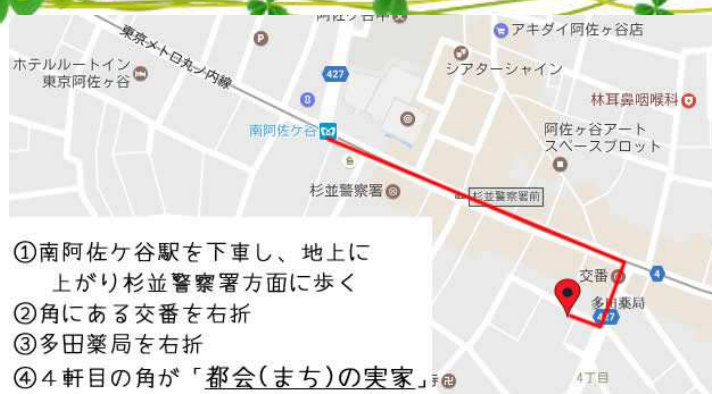 アキダイ阿佐ヶ谷店
東京メトロ丸ノ内線
427
シアターシャイン
ホテルルートイン
東京阿佐ヶ谷
林耳鼻咽喉科
南阿佐ケ谷
阿佐ヶ谷アート
スペースブロット
杉並警察署
杉並警察署前
交番
4
多田薬局
427
4丁目
①南阿佐ケ谷駅を下車し、地上に
上がり杉並警察署方面に歩く
②角にある交番を右折
③多田薬局を右折
④4軒目の角が「都会(まち)の実家」